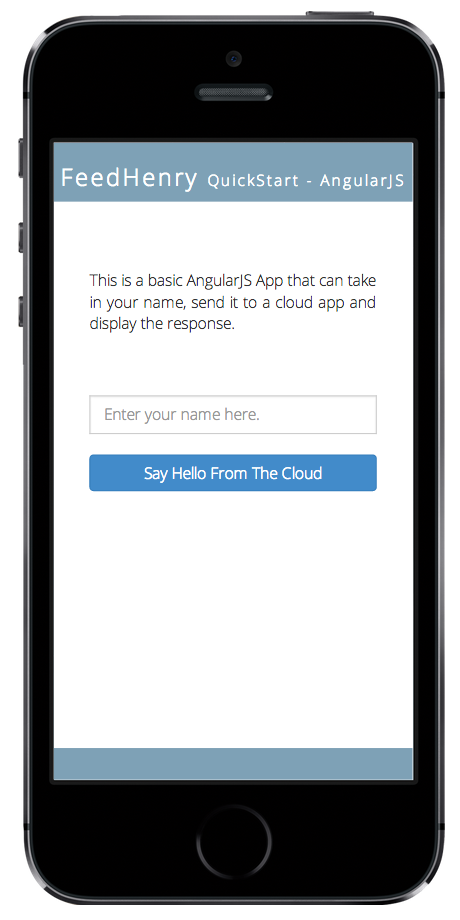 FeedHenry QuickStart - AngularJS
This is a basic AngularJS App that can take
in your name, send it to a cloud app and
display the response.
Enter your name here.
Say Hello From The Cloud